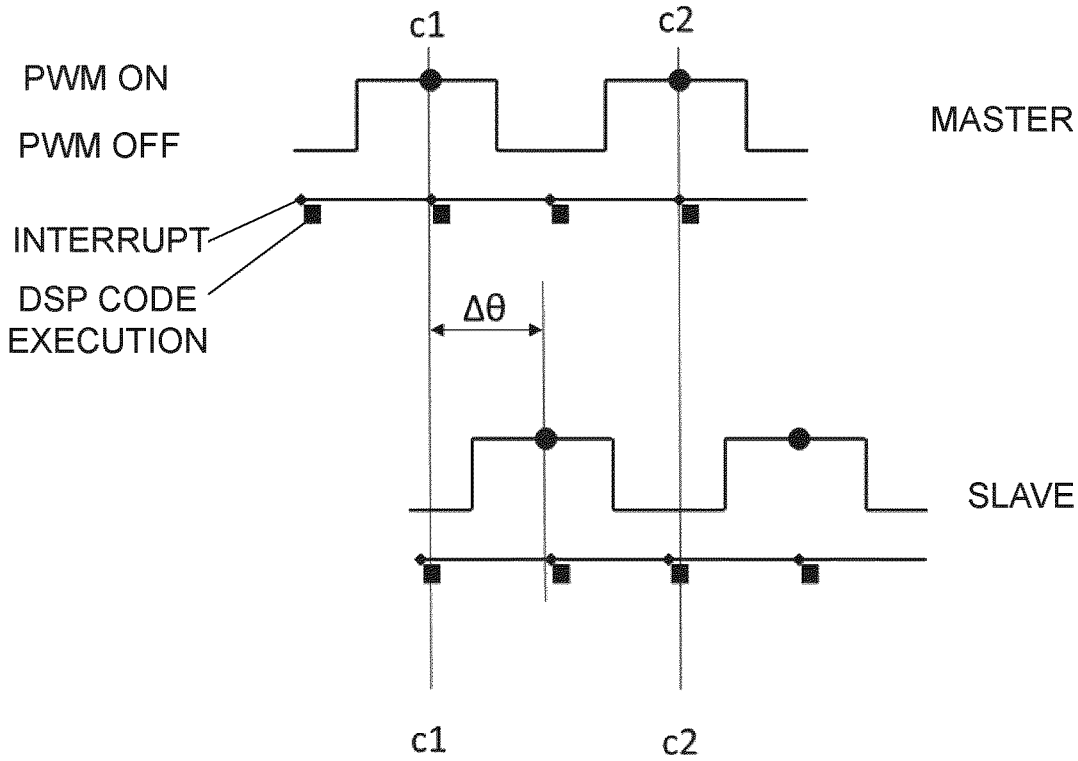 c1
c2
PWM ON
PWM OFF
MASTER
INTERRUPT
DSP CODE
EXECUTION
Δθ
SLAVE
c1
c2